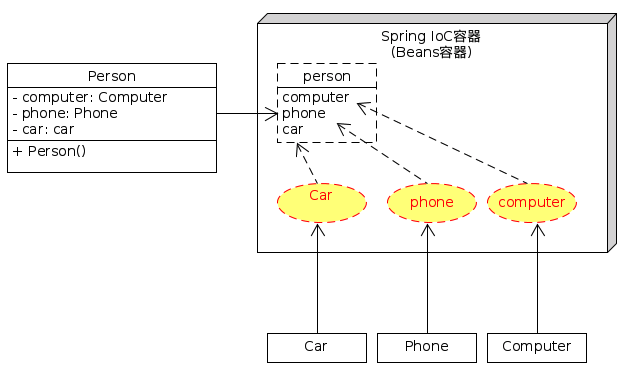 Spring IoC容器
(Beans容器)
Person
- computer: Computer
- phone: Phone
- car: car
+ Person()
person
computer
phone
car
Car
phone
computer
Car
Phone
Computer